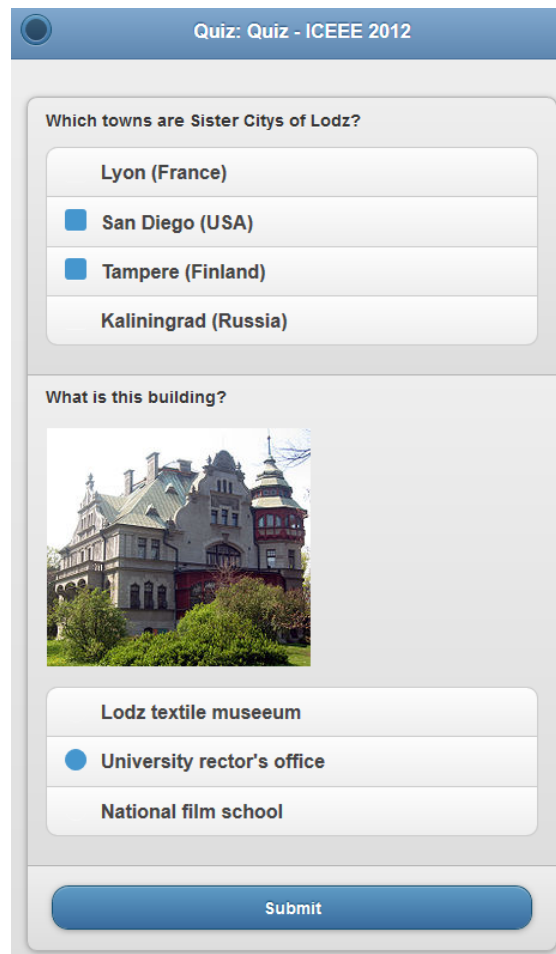 Quiz: Quiz - ICEEE 2012
Which towns are Sister Citys of Lodz?
Lyon (France)
San Diego (USA)
Tampere (Finland)
Kaliningrad (Russia)
What is this building?
Lodz textile museeum
University rector's office
National film school
Submit